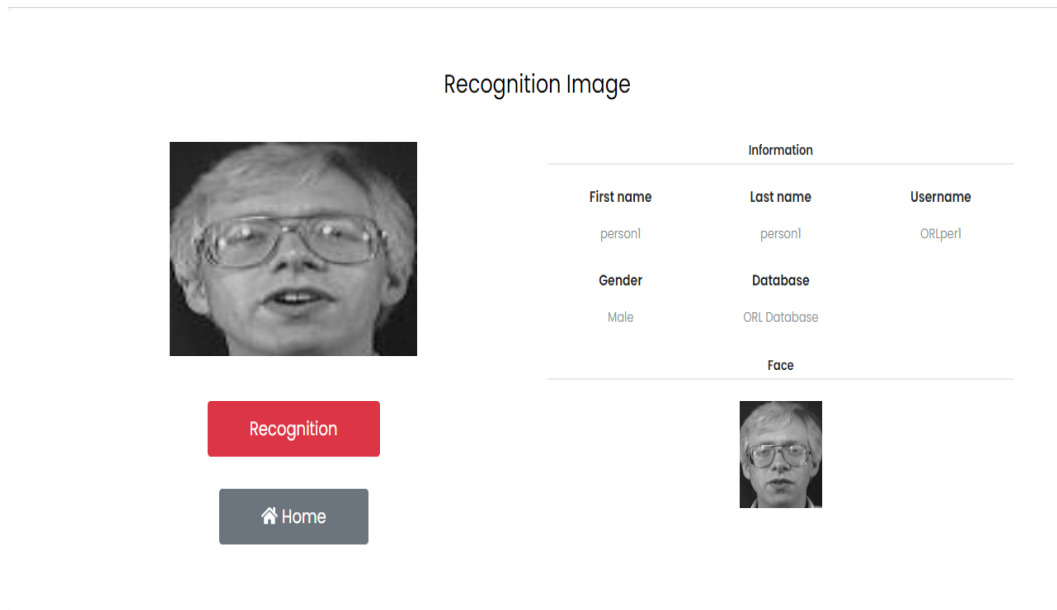 Recognition Image
Information
First name Last name Username
person1 person1 ORLper1
Gender Database
Male ORL Database
Face
Recognition
Home